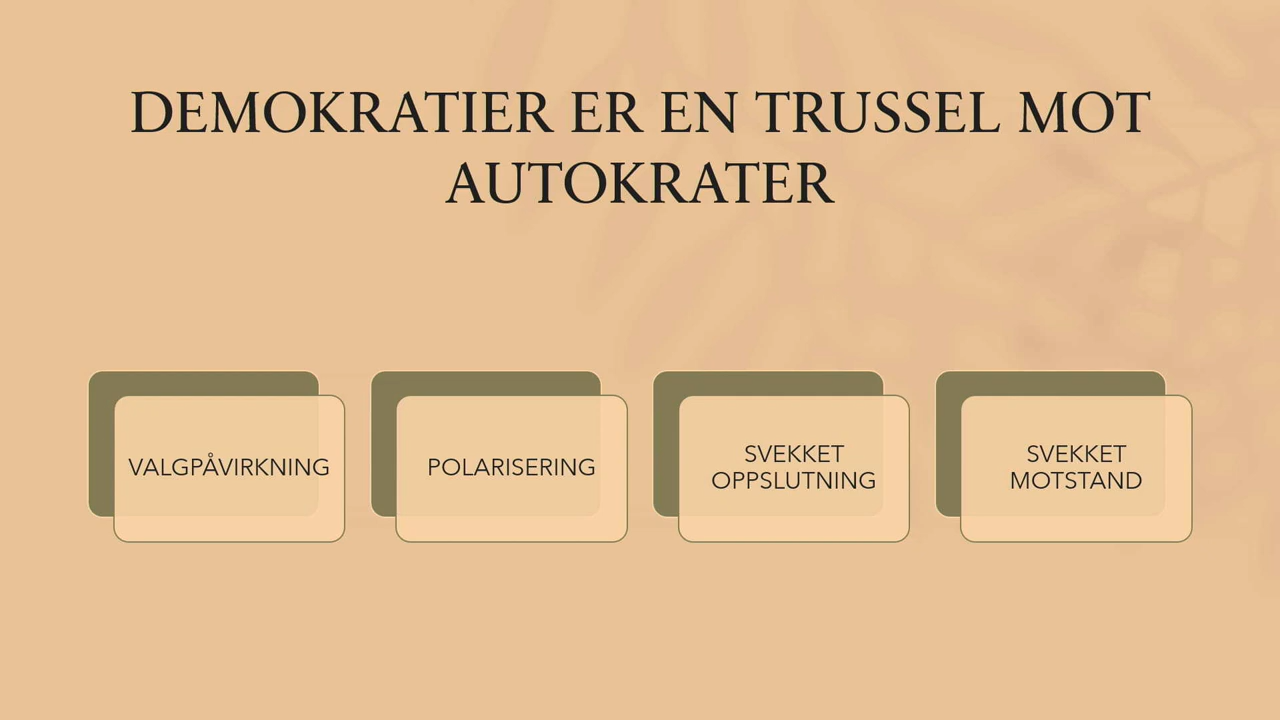 DEMOKRATIER ER EN TRUSSEL MOT
AUTOKRATER
VALGPÅVIRKNING
POLARISERING
SVEKKET
OPPSLUTNING
SVEKKET
MOTSTAND